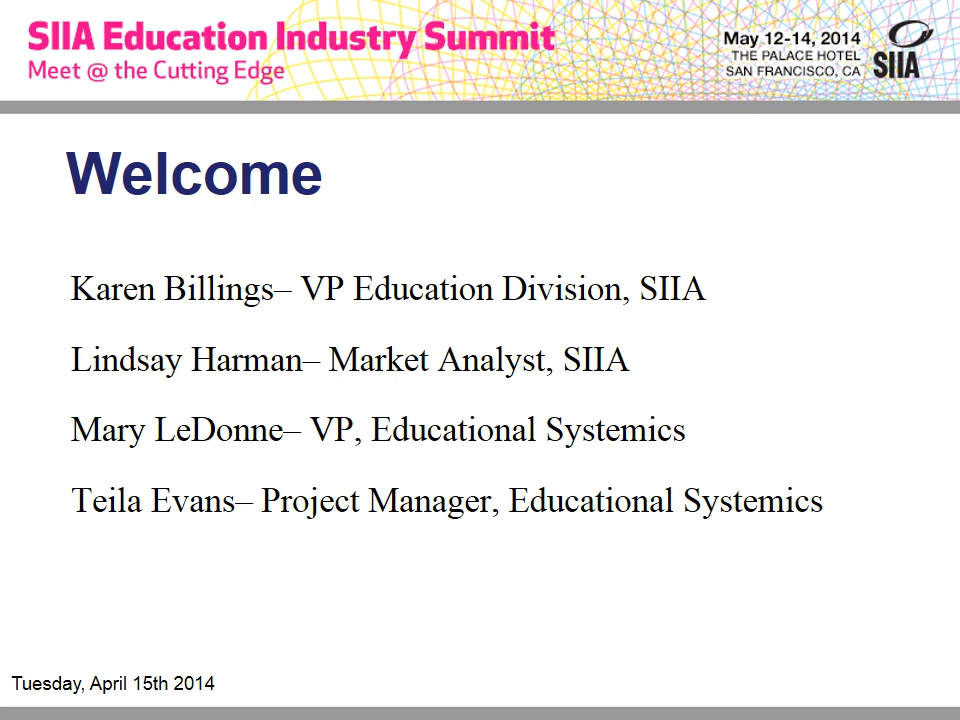 SIIA Education Industry Summit
Meet @ the Cutting Edge
May 12-14, 2014
THE PALACE HOTEL
SAN FRANCISCO, CA
SIIA
Welcome
Karen Billings– VP Education Division, SIIA
Lindsay Harman– Market Analyst, SIIA
Mary LeDonne– VP, Educational Systemics
Teila Evans– Project Manager, Educational Systemics
Tuesday, April 15th 2014